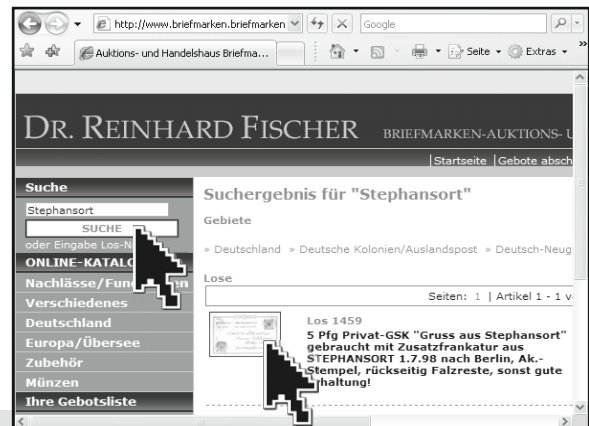 http://www.briefmarken.briefmarken
Google
Auktions- und Handelshaus Briefma...
Seite
Extras
DR. REINHARD FISCHER BRIEFMARKEN-AUKTIONS- U
|Startseite |Gebote absch
Suche
Stephansort
SUCHE
oder Eingabe Los-N
ONLINE-KATALO
Nachlässe/Fun en
Verschiedenes
Deutschland
Europa/Übersee
Zubehör
Münzen
Ihre Gebotsliste
Suchergebnis für "Stephansort"
Gebiete
» Deutschland » Deutsche Kolonien/Auslandspost » Deutsch-Neug
Lose
Seiten: 1 | Artikel 1 - 1 v
Los 1459
5 Pfg Privat-GSK "Gruss aus Stephansort"
gebraucht mit Zusatzfrankatur aus
STEPHANSORT 1.7.98 nach Berlin, Ak.-
Stempel, rückseitig Falzreste, sonst gute
rhaltung!